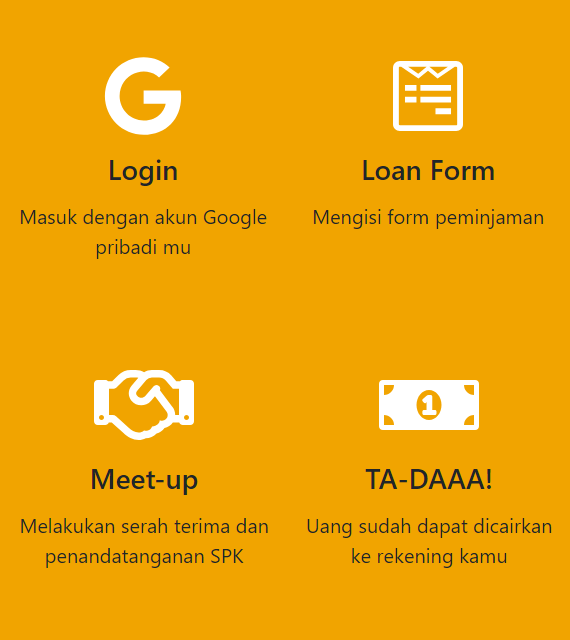 Login
Masuk dengan akun Google
pribadi mu
Loan Form
Mengisi form peminjaman
Meet-up
Melakukan serah terima dan
penandatanganan SPK
1
TA-DAAA!
Uang sudah dapat dicairkan
ke rekening kamu